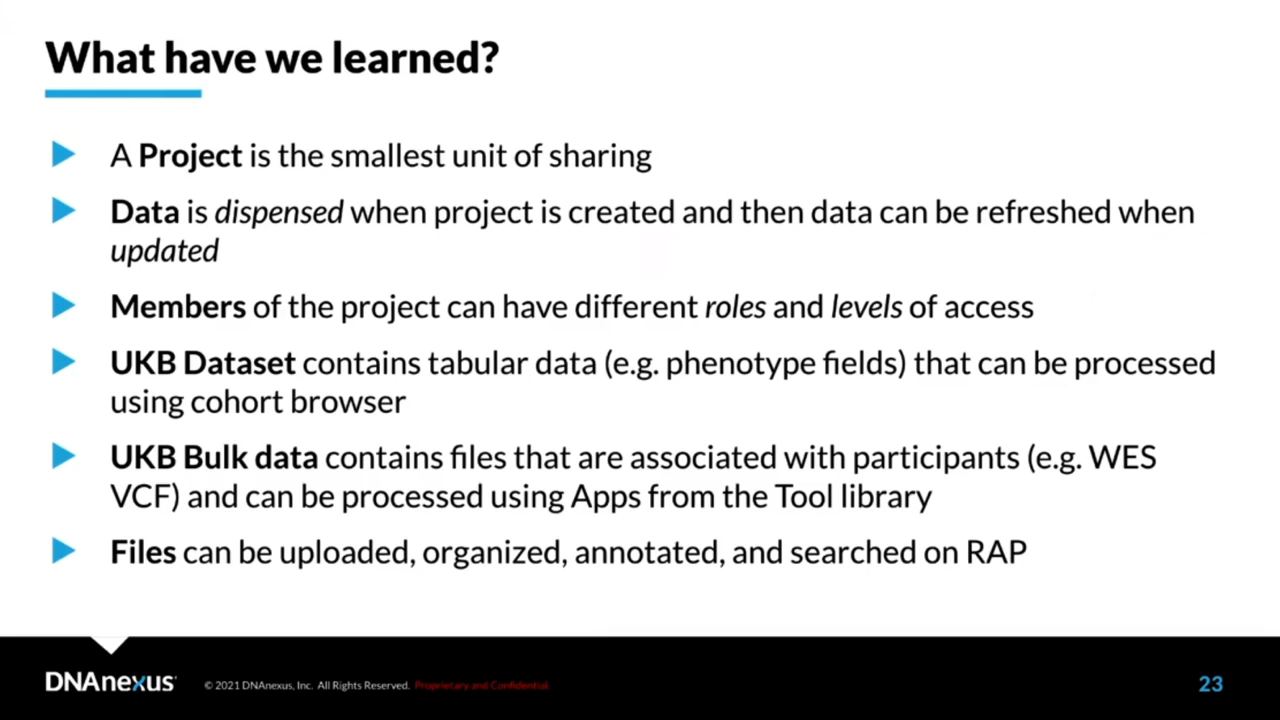 What have we learned?
A Project is the smallest unit of sharing
Data is dispensed when project is created and then data can be refreshed when
updated
Members of the project can have different roles and levels of access
UKB Dataset contains tabular data (e.g. phenotype fields) that can be processed
using cohort browser
UKB Bulk data contains files that are associated with participants (e.g. WES
VCF) and can be processed using Apps from the Tool library
Files can be uploaded, organized, annotated, and searched on RAP
DNAnexus © 2021 DNAnexus, Inc. All Rights Reserved. Proprietary and Confidential. 23